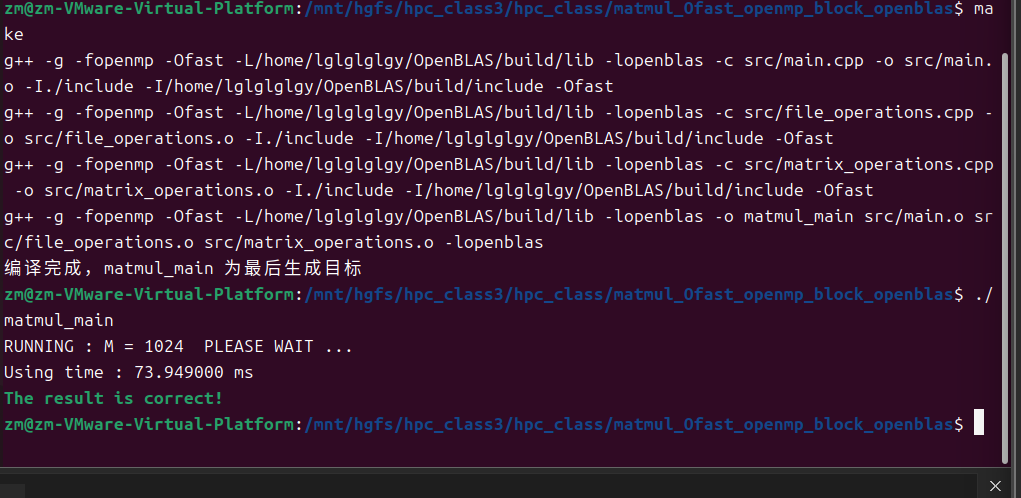 zm@zm-VMware-Virtual-Platform:/mnt/hgfs/hpc_class3/hpc_class/matmul_Ofast_openmp_block_openblas$ ma
ke
g++ -g -fopenmp -Ofast -L/home/lglglglgy/OpenBLAS/build/lib -lopenblas -c src/main.cpp -o src/main.
o -I./include -I/home/lglglglgy/OpenBLAS/build/include -Ofast
g++ -g -fopenmp -Ofast -L/home/lglglglgy/OpenBLAS/build/lib -lopenblas -c src/file_operations.cpp -
o src/file_operations.o -I./include -I/home/lglglglgy/OpenBLAS/build/include -Ofast
g++ -g -fopenmp -Ofast -L/home/lglglglgy/OpenBLAS/build/lib -lopenblas -c src/matrix_operations.cpp
 -o src/matrix_operations.o -I./include -I/home/lglglglgy/OpenBLAS/build/include -Ofast
g++ -g -fopenmp -Ofast -L/home/lglglglgy/OpenBLAS/build/lib -lopenblas -o matmul_main src/main.o sr
c/file_operations.o src/matrix_operations.o -lopenblas
编译完成，matmul_main 为最后生成目标
zm@zm-VMware-Virtual-Platform:/mnt/hgfs/hpc_class3/hpc_class/matmul_Ofast_openmp_block_openblas$ ./
matmul_main
RUNNING : M = 1024  PLEASE WAIT ...
Using time : 73.949000 ms
The result is correct!
zm@zm-VMware-Virtual-Platform:/mnt/hgfs/hpc_class3/hpc_class/matmul_Ofast_openmp_block_openblas$